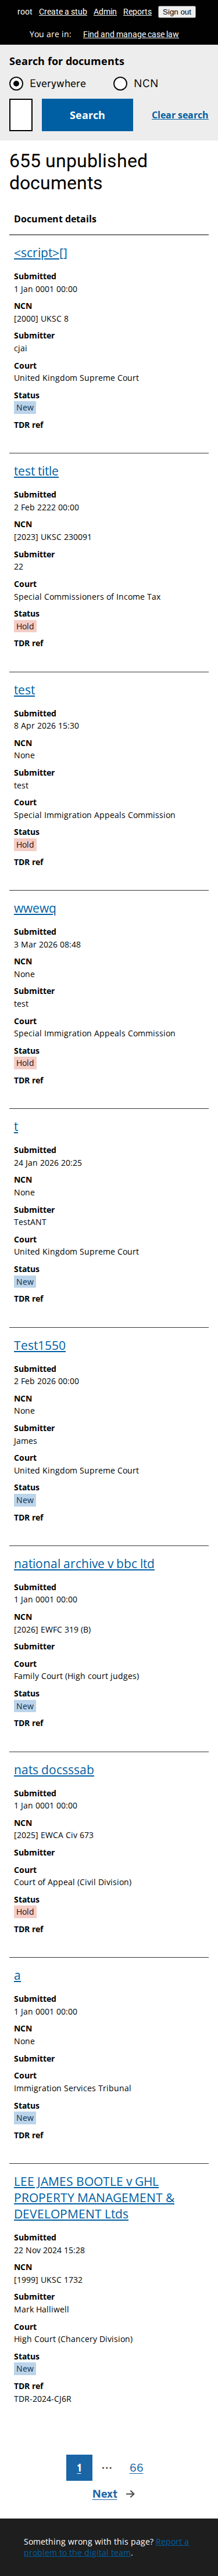 root Create a stub Admin Reports Sign out
You are in: Find and manage case law
Search for documents
Everywhere NCN
Search Clear search
655 unpublished
documents
Document details
<script>[]
Submitted
1 Jan 0001 00:00
NCN
[2000] UKSC 8
Submitter
cjai
Court
United Kingdom Supreme Court
Status
New
TDR ref
test title
Submitted
2 Feb 2222 00:00
NCN
[2023] UKSC 230091
Submitter
22
Court
Special Commissioners of Income Tax
Status
Hold
TDR ref
test
Submitted
8 Apr 2026 15:30
NCN
None
Submitter
test
Court
Special Immigration Appeals Commission
Status
Hold
TDR ref
wwewq
Submitted
3 Mar 2026 08:48
NCN
None
Submitter
test
Court
Special Immigration Appeals Commission
Status
Hold
TDR ref
t
Submitted
24 Jan 2026 20:25
NCN
None
Submitter
TestANT
Court
United Kingdom Supreme Court
Status
New
TDR ref
Test1550
Submitted
2 Feb 2026 00:00
NCN
None
Submitter
James
Court
United Kingdom Supreme Court
Status
New
TDR ref
national archive v bbc ltd
Submitted
1 Jan 0001 00:00
NCN
[2026] EWFC 319 (B)
Submitter
Court
Family Court (High court judges)
Status
New
TDR ref
nats docsssab
Submitted
1 Jan 0001 00:00
NCN
[2025] EWCA Civ 673
Submitter
Court
Court of Appeal (Civil Division)
Status
Hold
TDR ref
a
Submitted
1 Jan 0001 00:00
NCN
None
Submitter
Court
Immigration Services Tribunal
Status
New
TDR ref
LEE JAMES BOOTLE v GHL
PROPERTY MANAGEMENT &
DEVELOPMENT Ltds
Submitted
22 Nov 2024 15:28
NCN
[1999] UKSC 1732
Submitter
Mark Halliwell
Court
High Court (Chancery Division)
Status
New
TDR ref
TDR-2024-CJ6R
1 ... 66
Next →
Something wrong with this page? Report a
problem to the digital team.